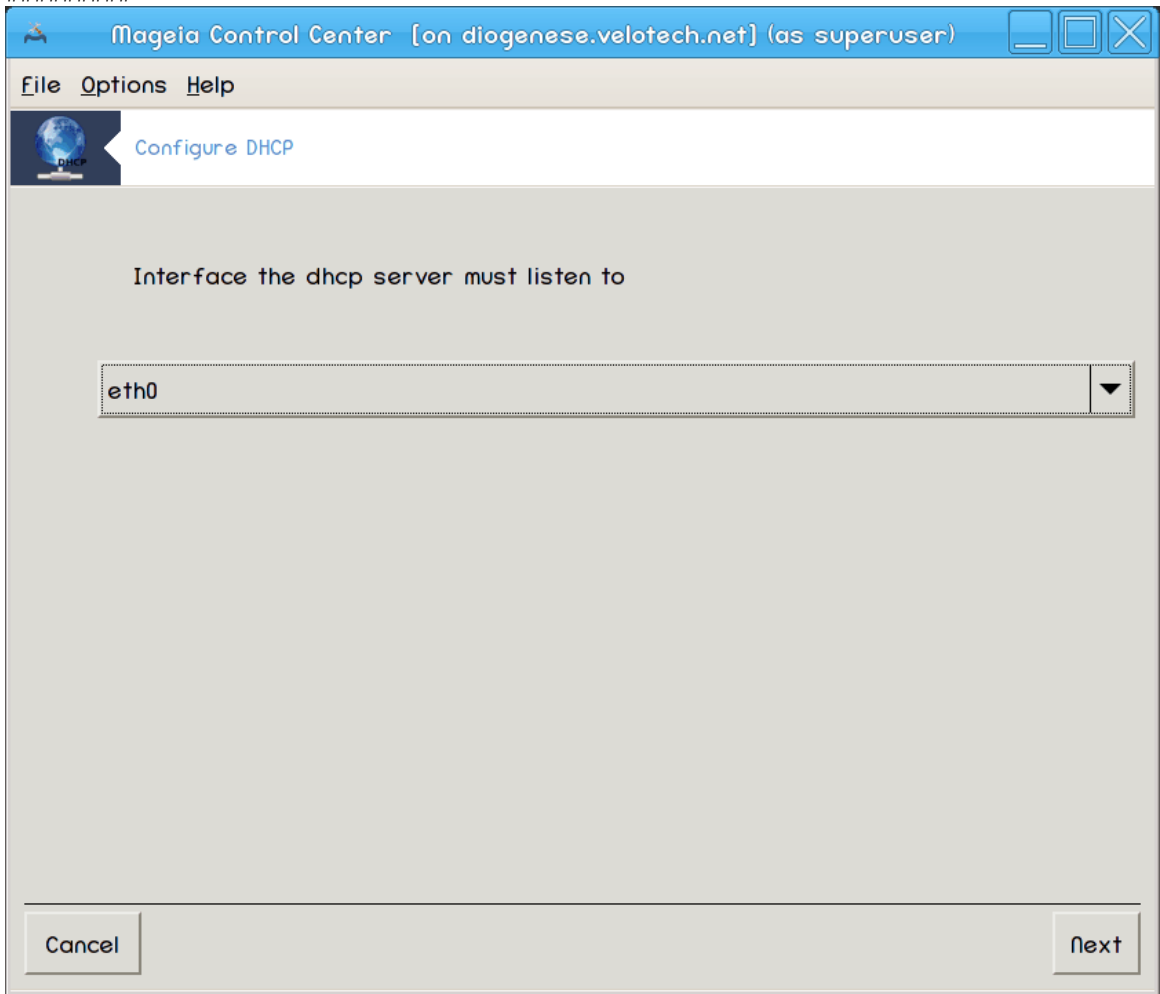 Mageia Control Center [on diogenese.velotech.net] (as superuser)
File Options Help
DHCP
Configure DHCP
Interface the dhcp server must listen to
eth0
Cancel
Next